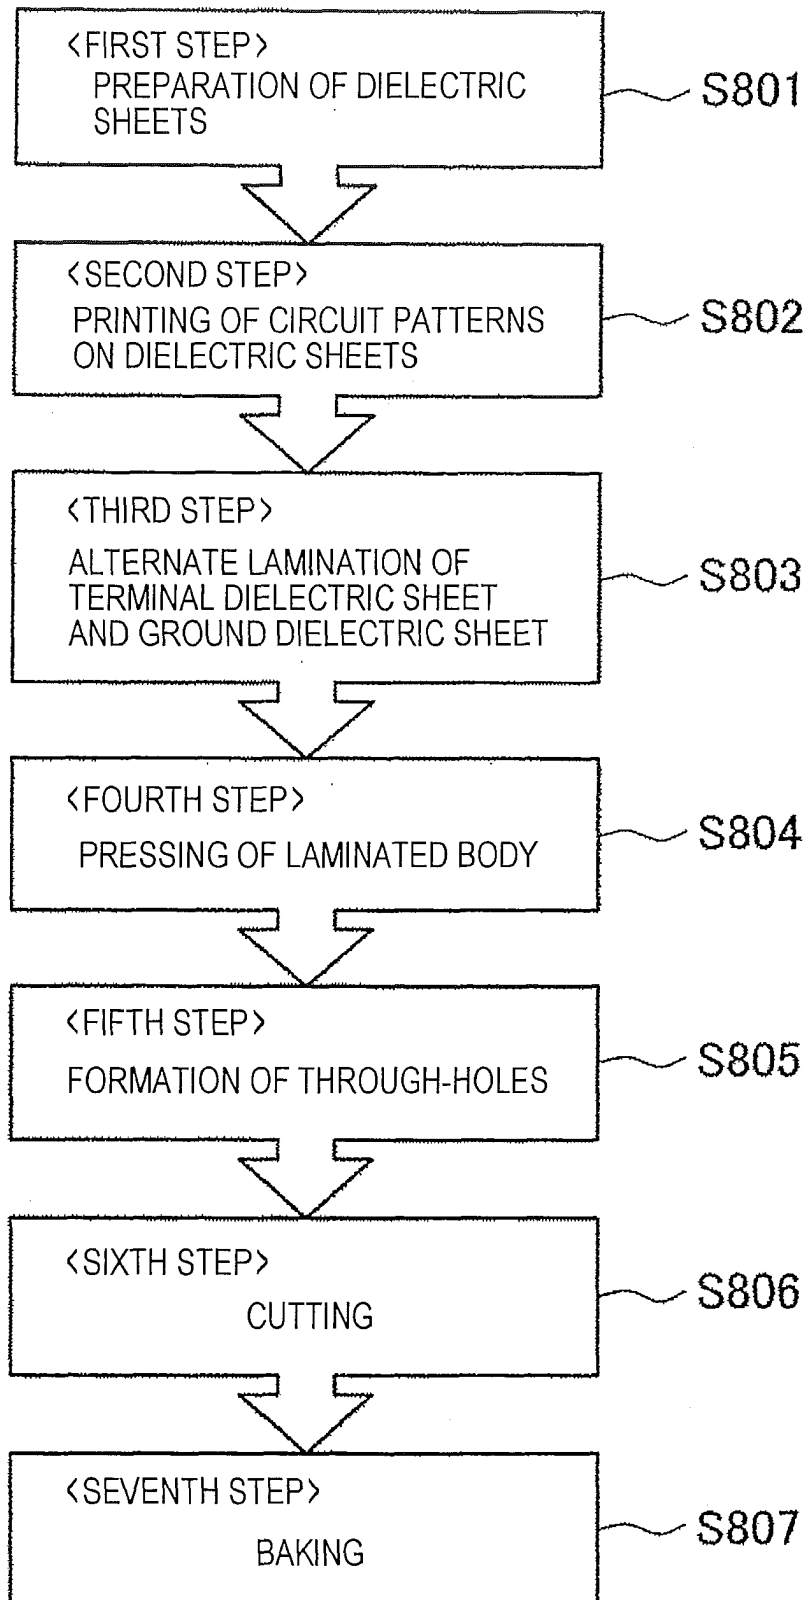 <FIRST STEP>
PREPARATION OF DIELECTRIC
SHEETS
S801
<SECOND STEP>
PRINTING OF CIRCUIT PATTERNS
ON DIELECTRIC SHEETS
S802
<THIRD STEP>
ALTERNATE LAMINATION OF
TERMINAL DIELECTRIC SHEET
AND GROUND DIELECTRIC SHEET
S803
<FOURTH STEP>
PRESSING OF LAMINATED BODY
S804
<FIFTH STEP>
FORMATION OF THROUGH-HOLES
S805
<SIXTH STEP>
CUTTING
S806
<SEVENTH STEP>
BAKING
S807